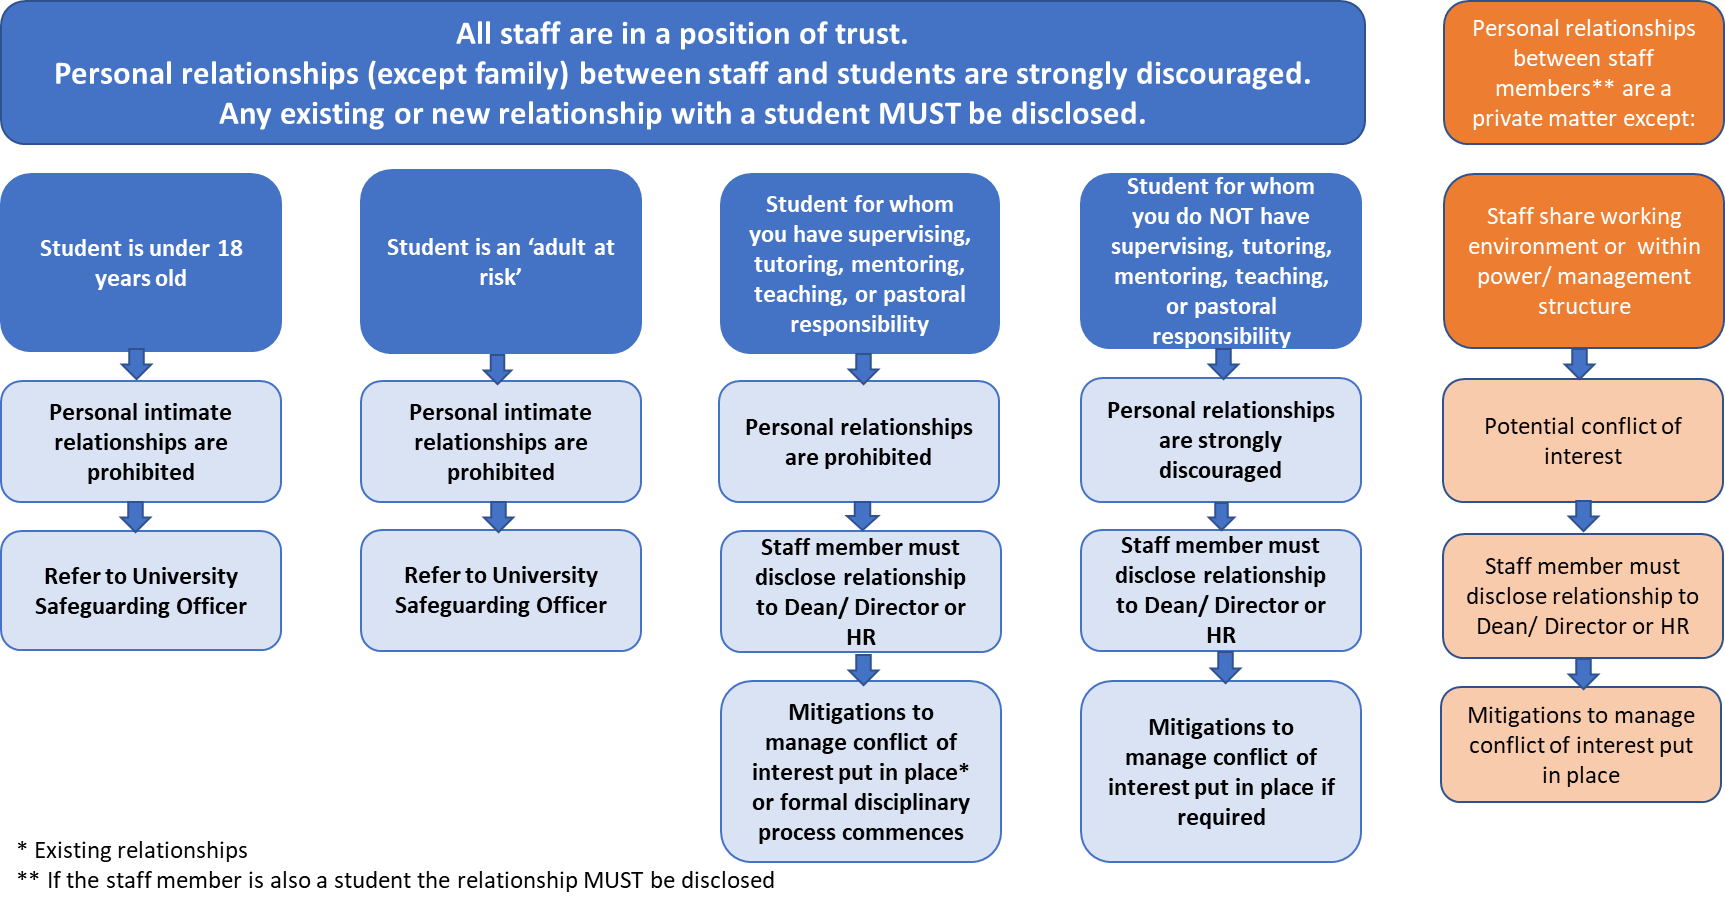 All staff are in a position of trust.
Personal relationships (except family) between staff and students are strongly discouraged.
Any existing or new relationship with a student MUST be disclosed.
Personal relationships
between staff
members** are a
private matter except:
Student is under 18
years old
Personal intimate
relationships are
prohibited
Refer to University
Safeguarding Officer
Student is an ‘adult at
risk’
Personal intimate
relationships are
prohibited
Refer to University
Safeguarding Officer
Student for whom
you have supervising,
tutoring, mentoring,
teaching, or pastoral
responsibility
Personal relationships
are prohibited
Staff member must
disclose relationship
to Dean/ Director or
HR
Mitigations to
manage conflict of
interest put in place*
or formal disciplinary
process commences
Student for whom
you do NOT have
supervising, tutoring,
mentoring, teaching,
or pastoral
responsibility
Personal relationships
are strongly
discouraged
Staff member must
disclose relationship
to Dean/ Director or
HR
Mitigations to
manage conflict of
interest put in place if
required
Staff share working
environment or within
power/ management
structure
Potential conflict of
interest
Staff member must
disclose relationship to
Dean/ Director or HR
Mitigations to manage
conflict of interest put
in place
* Existing relationships
** If the staff member is also a student the relationship MUST be disclosed